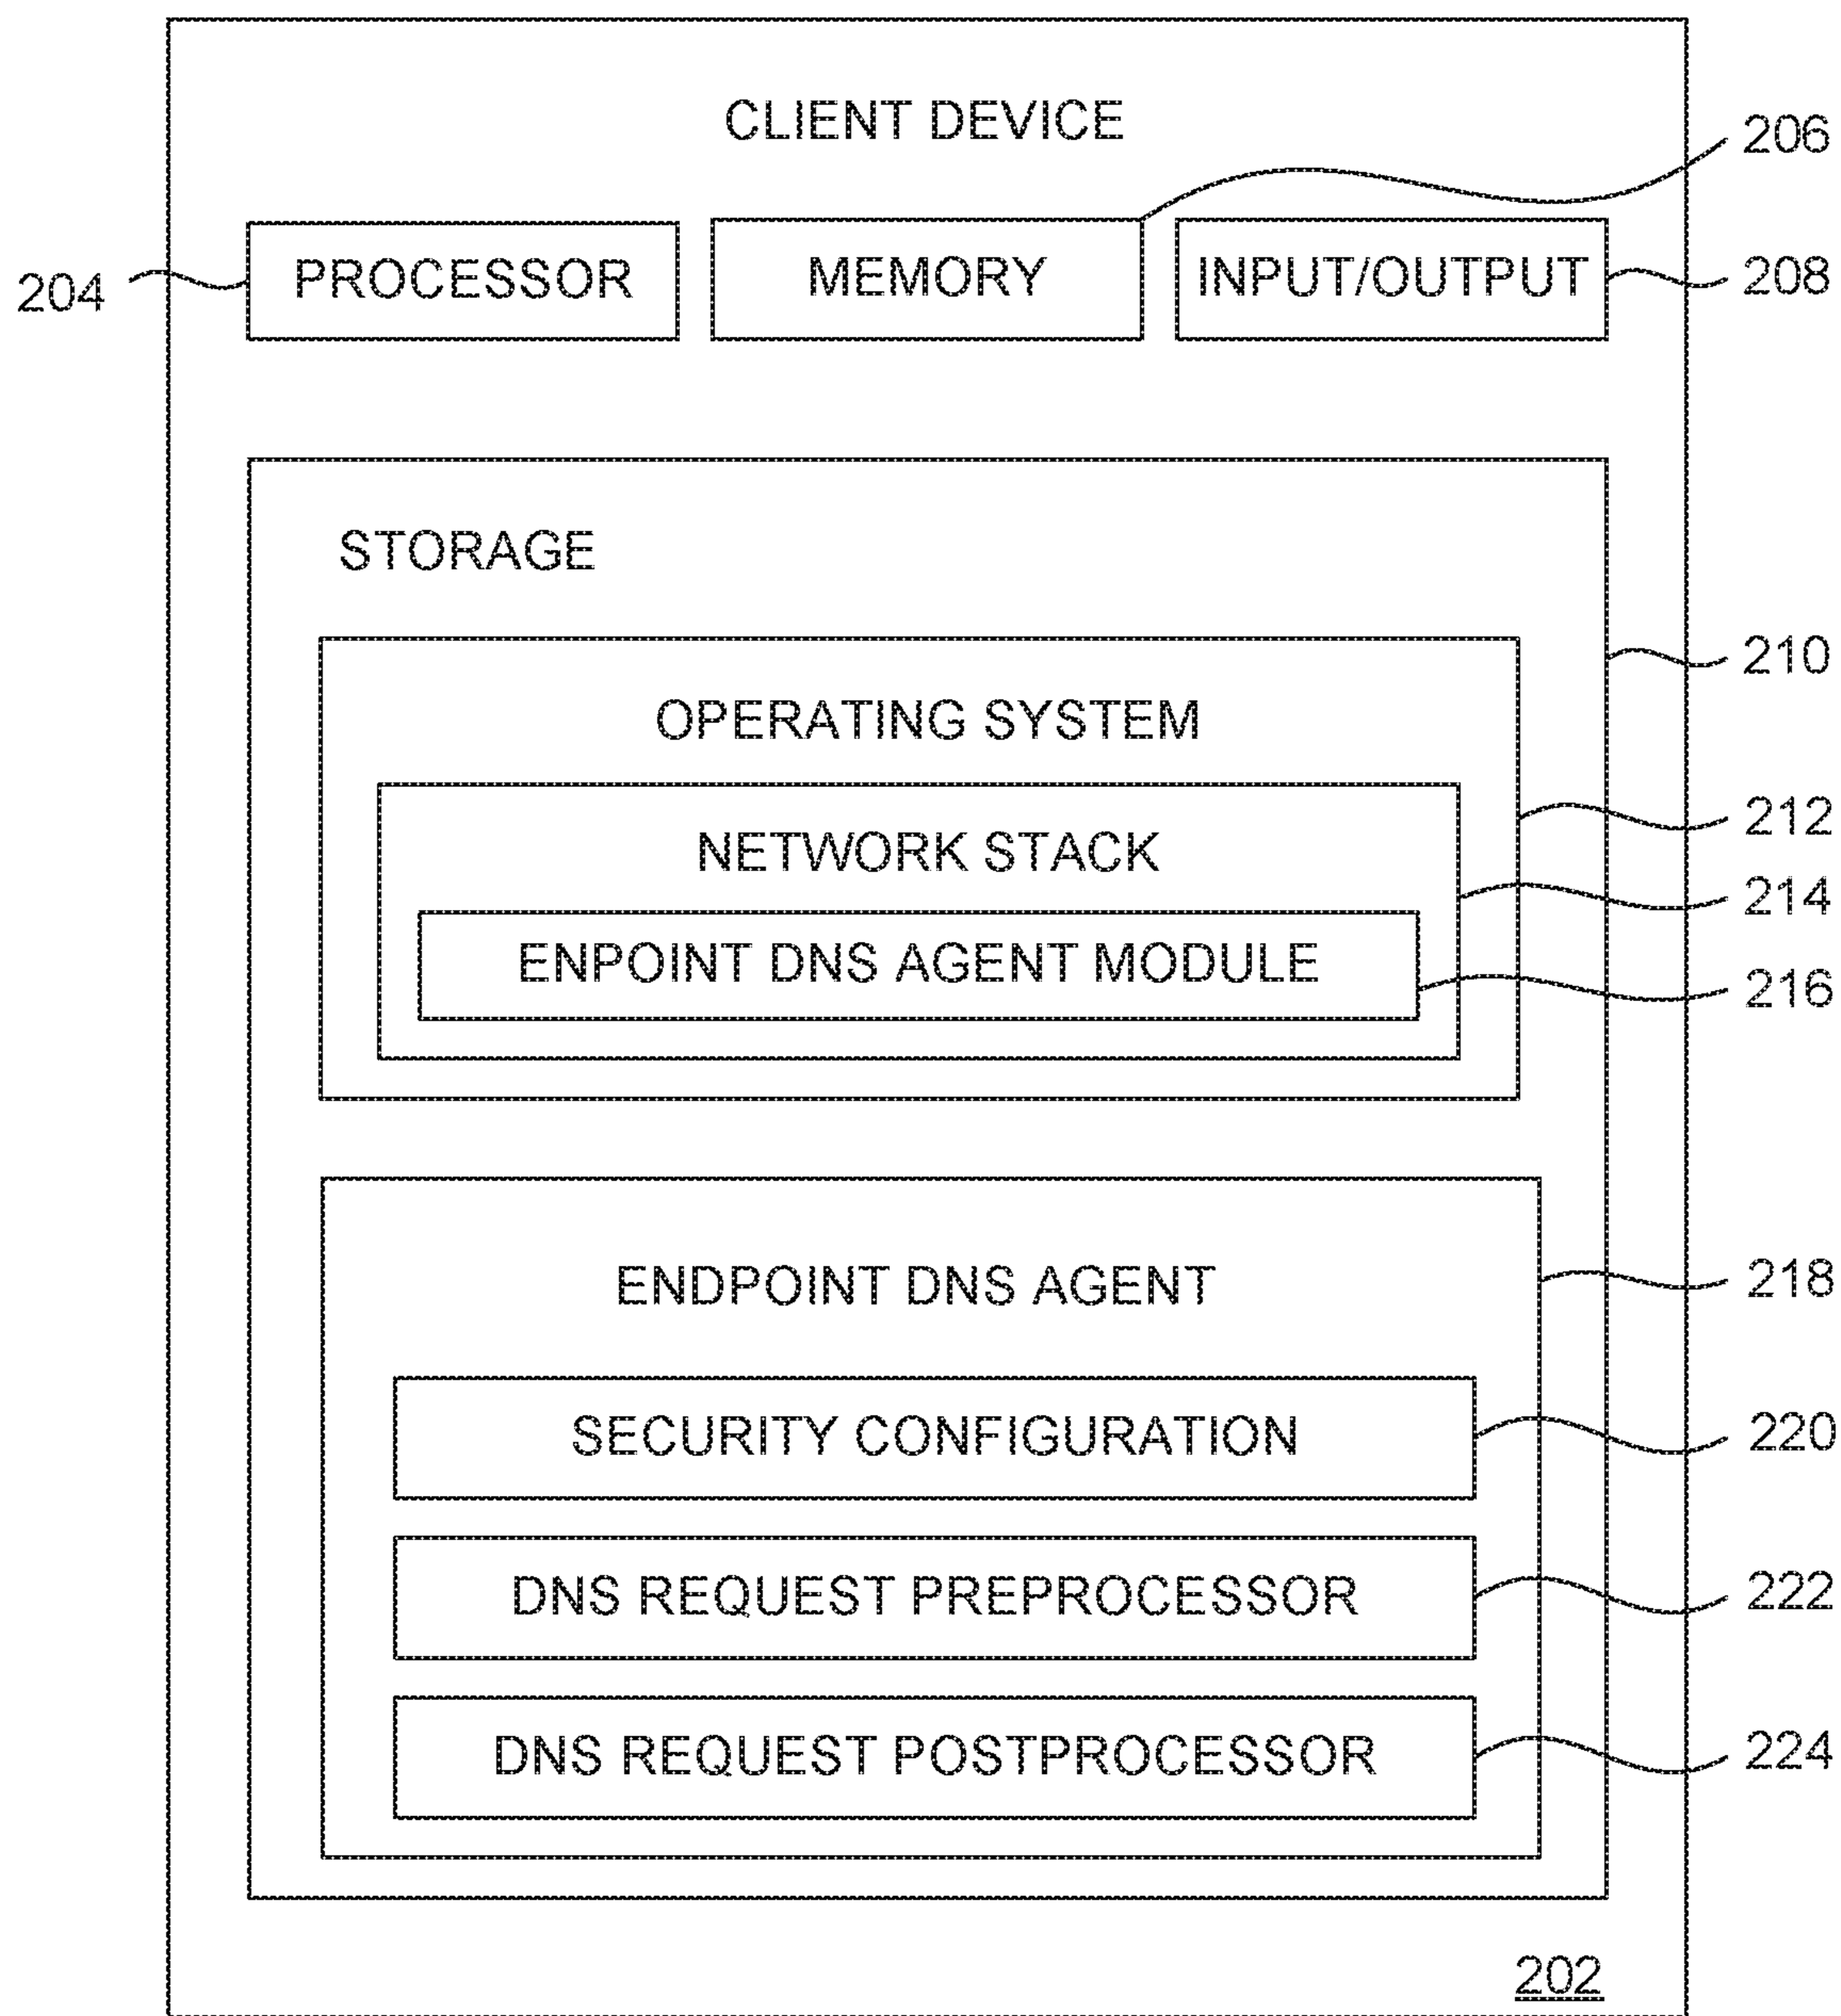 CLIENT DEVICE
206
204 PROCESSOR MEMORY INPUT/OUTPUT 208
STORAGE
210
OPERATING SYSTEM
212
NETWORK STACK
214
ENPOINT DNS AGENT MODULE
216
ENDPOINT DNS AGENT 218
SECURITY CONFIGURATION 220
DNS REQUEST PREPROCESSOR 222
DNS REQUEST POSTPROCESSOR 224
202